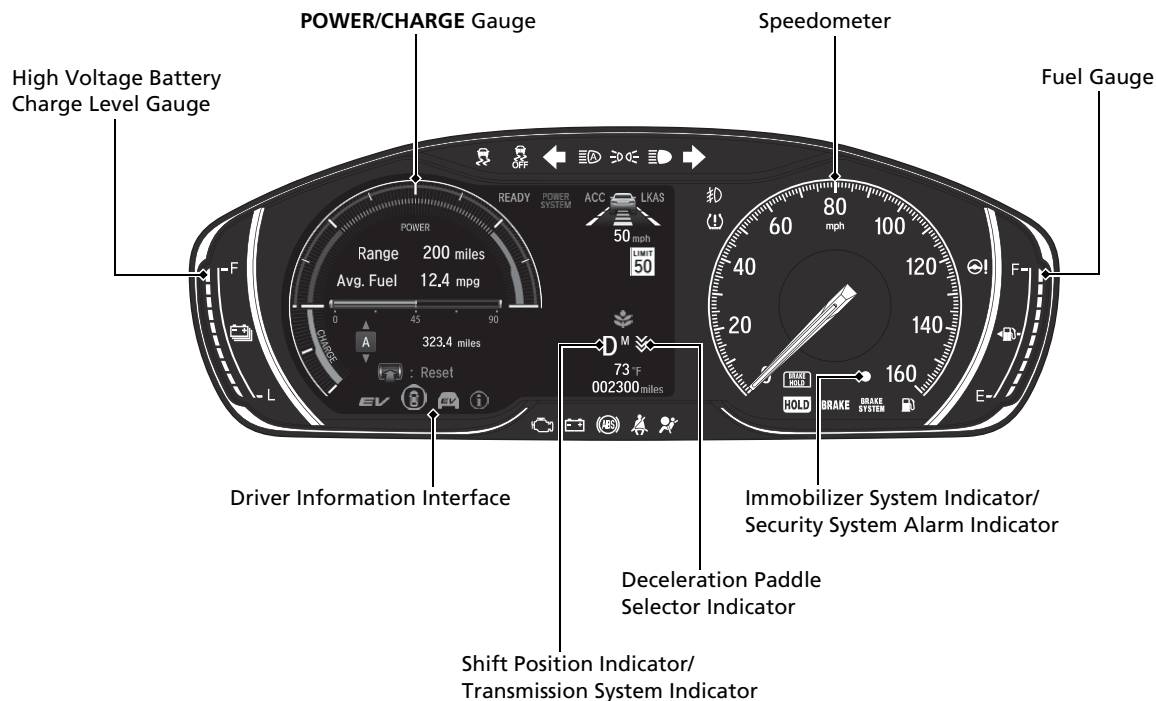 POWER/CHARGE Gauge
Speedometer
High Voltage Battery
Charge Level Gauge
Fuel Gauge
OFF
A
READY
POWER
SYSTEM
ACC
LKAS
50 mph
LIMIT
50
POWER
Range 200 miles
Avg. Fuel 12.4 mpg
0 45 90
CHARGE
A
323.4 miles
: Reset
EV
EV
i
D M
73 °F
002300 miles
F
L
0
20
40
60
80
mph
100
120
140
160
BRAKE
HOLD
HOLD
BRAKE
BRAKE
SYSTEM
F
E
ABS
Driver Information Interface
Immobilizer System Indicator/
Security System Alarm Indicator
Deceleration Paddle
Selector Indicator
Shift Position Indicator/
Transmission System Indicator